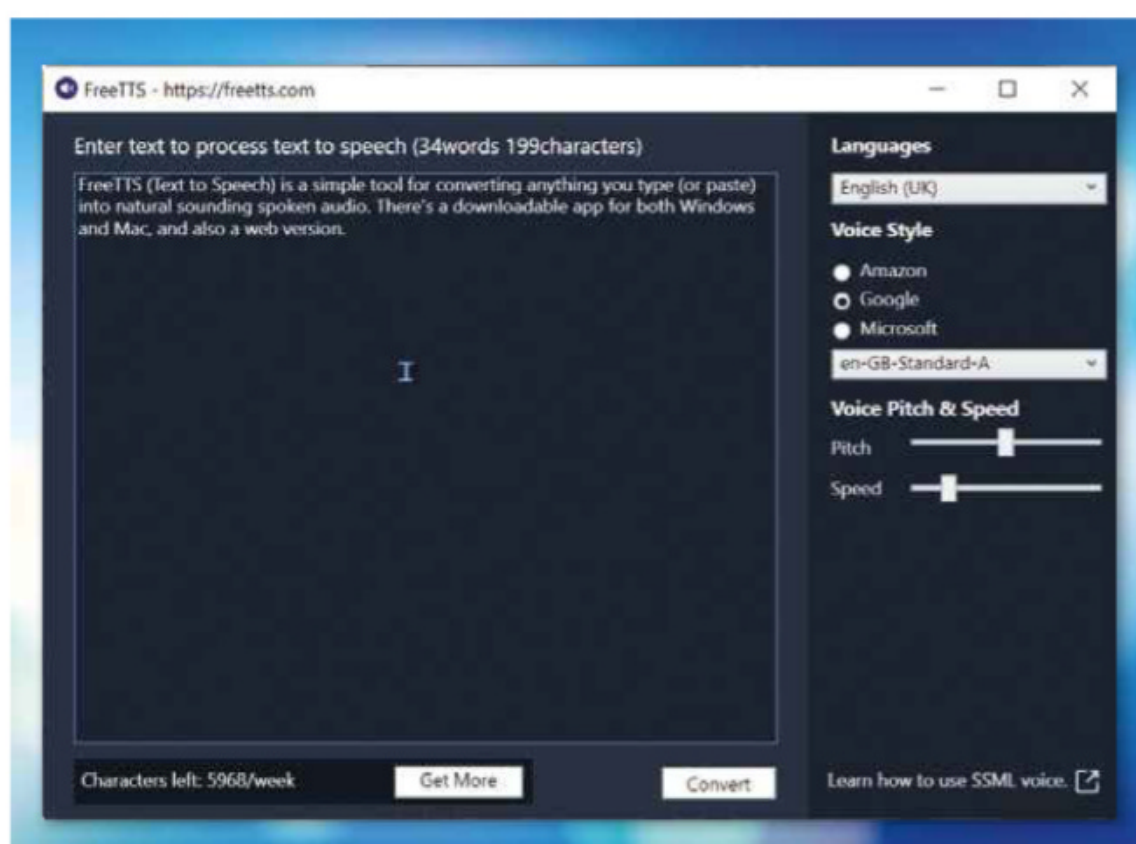 FreeTTS - https://freetts.com
Enter text to process text to speech (34words 199characters)
FreeTTS (Text to Speech) is a simple tool for converting anything you type (or paste)
into natural sounding spoken audio. There's a downloadable app for both Windows
and Mac, and also a web version.
Characters left: 5968/week
Get More
Convert
Languages
English (UK)
Voice Style
Amazon
Google
Microsoft
en-GB-Standard-A
Voice Pitch & Speed
Pitch
Speed
Learn how to use SSML voice.